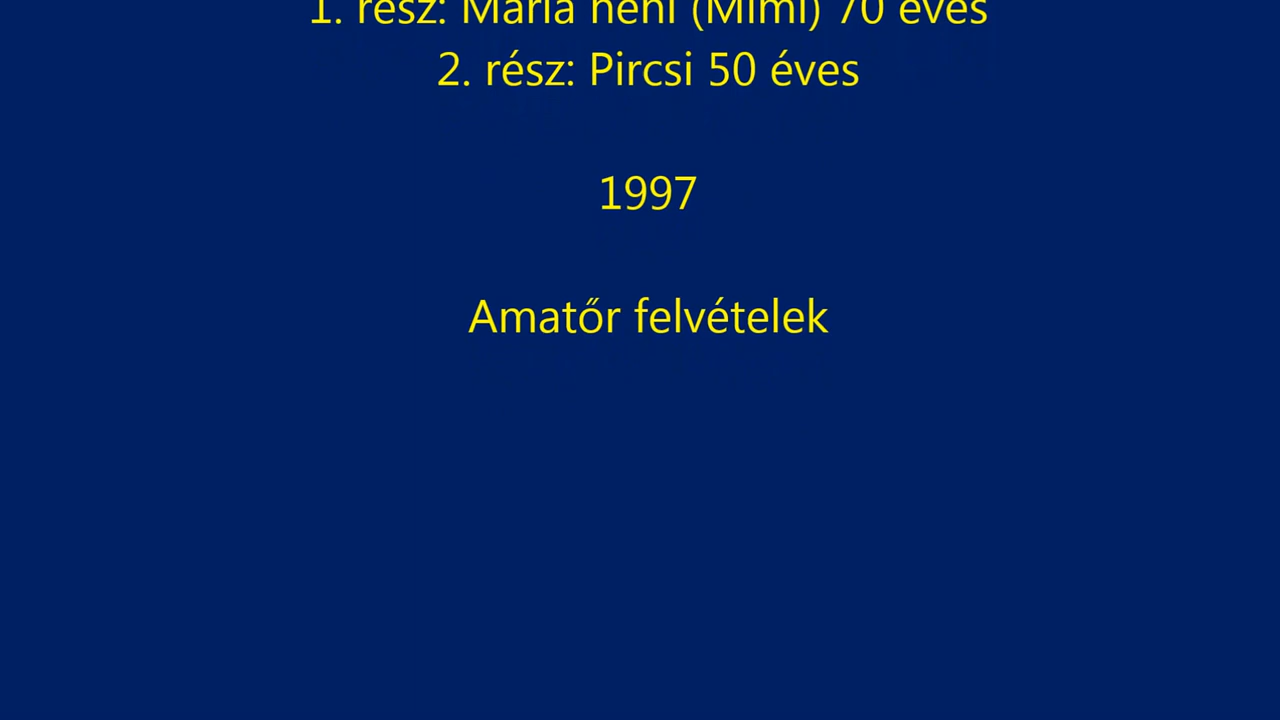 1. rész: Mária néni (Mimi) 70 éves
2. rész: Pircsi 50 éves
1997
Amatőr felvételek